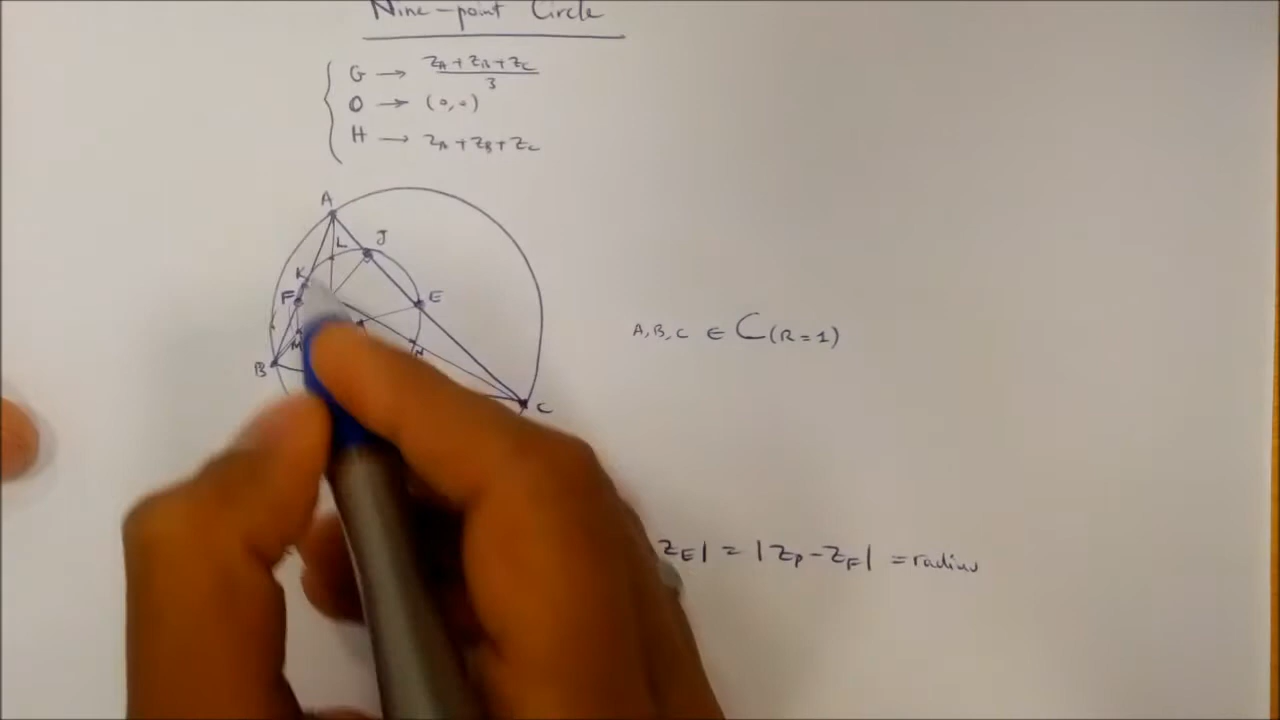 Nine-point Circle
G → z_A + z_B + z_C / 3
O → (0,0)
H → z_A + z_B + z_C
A
L
J
K
F
E
M
N
B
C
A, B, C ∈ C(R=1)
z_E| = |z_P - z_F| = radius